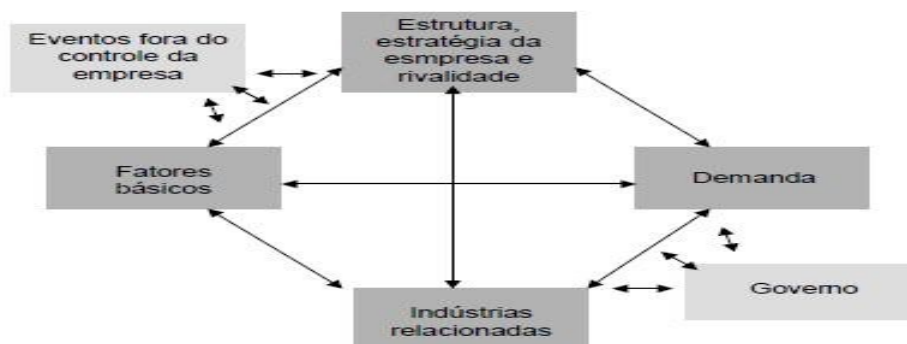 Eventos fora do
controle da
empresa
Estrutura,
estratégia da
esmpresa e
rivalidade
Fatores
básicos
Demanda
Governo
Indústrias
relacionadas